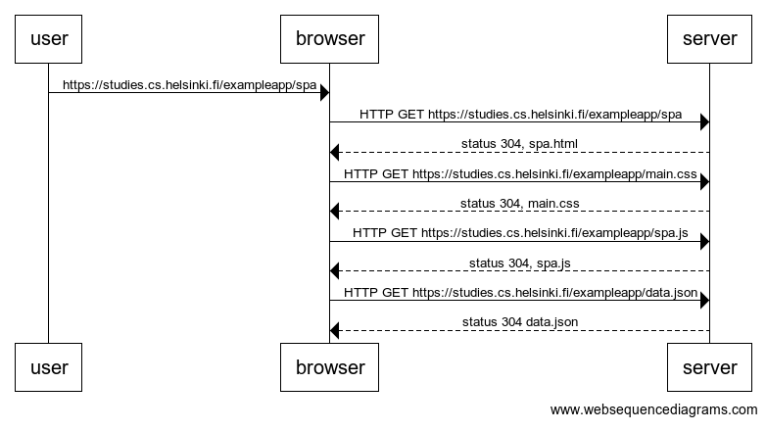 user browser server
https://studies.cs.helsinki.fi/exampleapp/spa
HTTP GET https://studies.cs.helsinki.fi/exampleapp/spa
status 304, spa.html
HTTP GET https://studies.cs.helsinki.fi/exampleapp/main.css
status 304, main.css
HTTP GET https://studies.cs.helsinki.fi/exampleapp/spa.js
status 304, spa.js
HTTP GET https://studies.cs.helsinki.fi/exampleapp/data.json
status 304 data.json
user browser server
www.websequencediagrams.com